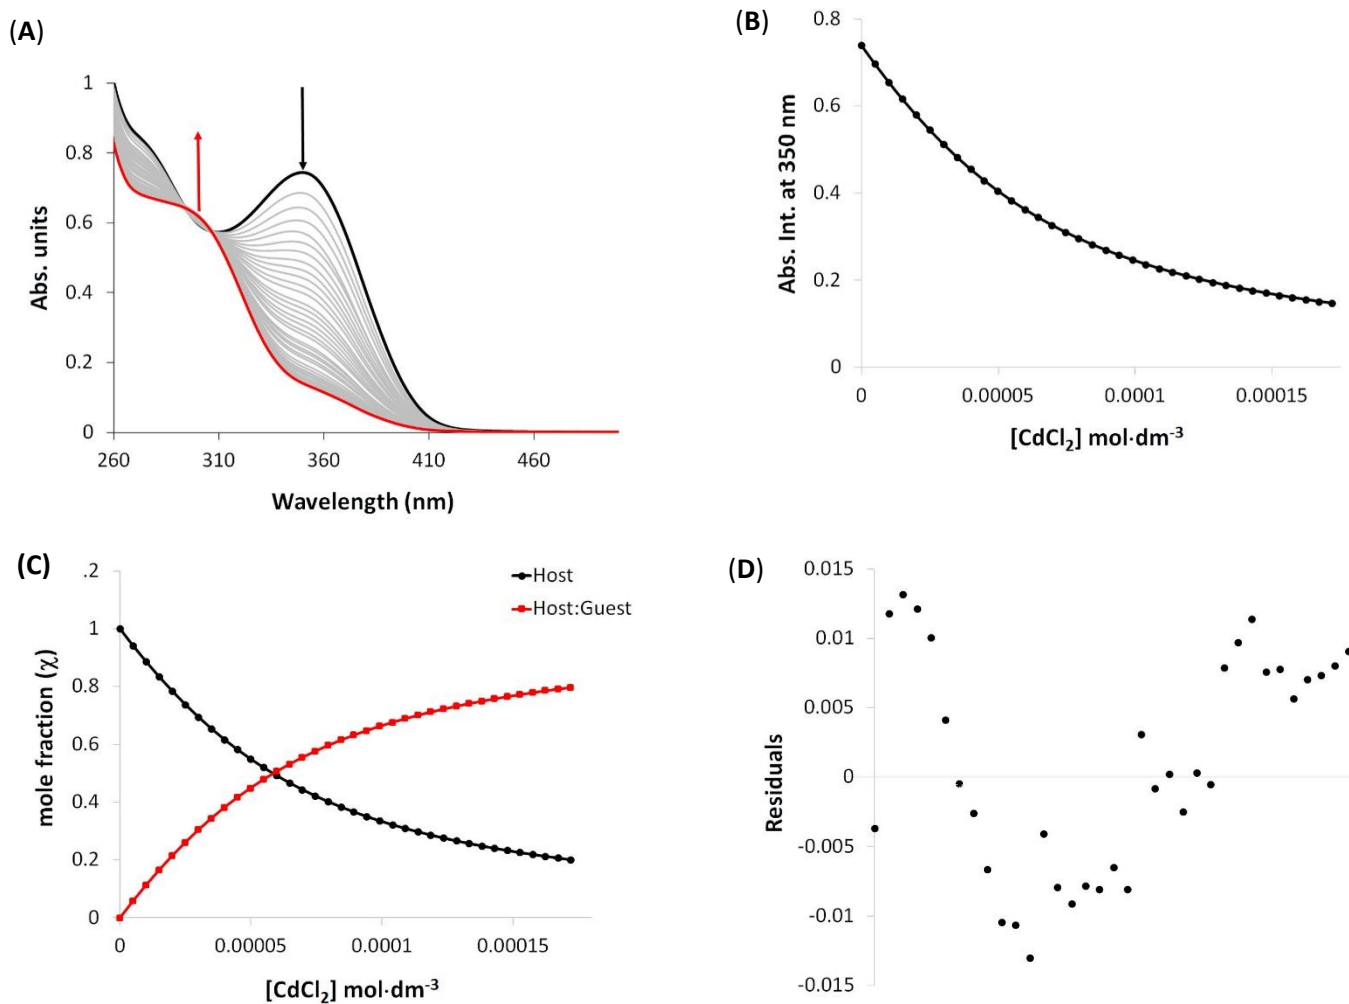 (A)
1
0.8
0.6
0.4
0.2
0
Abs. units
260 310 360 410 460
Wavelength (nm)
(B)
0.8
0.6
0.4
0.2
0
Abs. Int. at 350 nm
0 0.00005 0.0001 0.00015
[CdCl₂] mol·dm⁻³
(C)
.2
1
0.8
0.6
0.4
0.2
0
mole fraction (χ)
Host
Host:Guest
0 0.00005 0.0001 0.00015
[CdCl₂] mol·dm⁻³
(D)
0.015
0.01
0.005
0
-0.005
-0.01
-0.015
Residuals